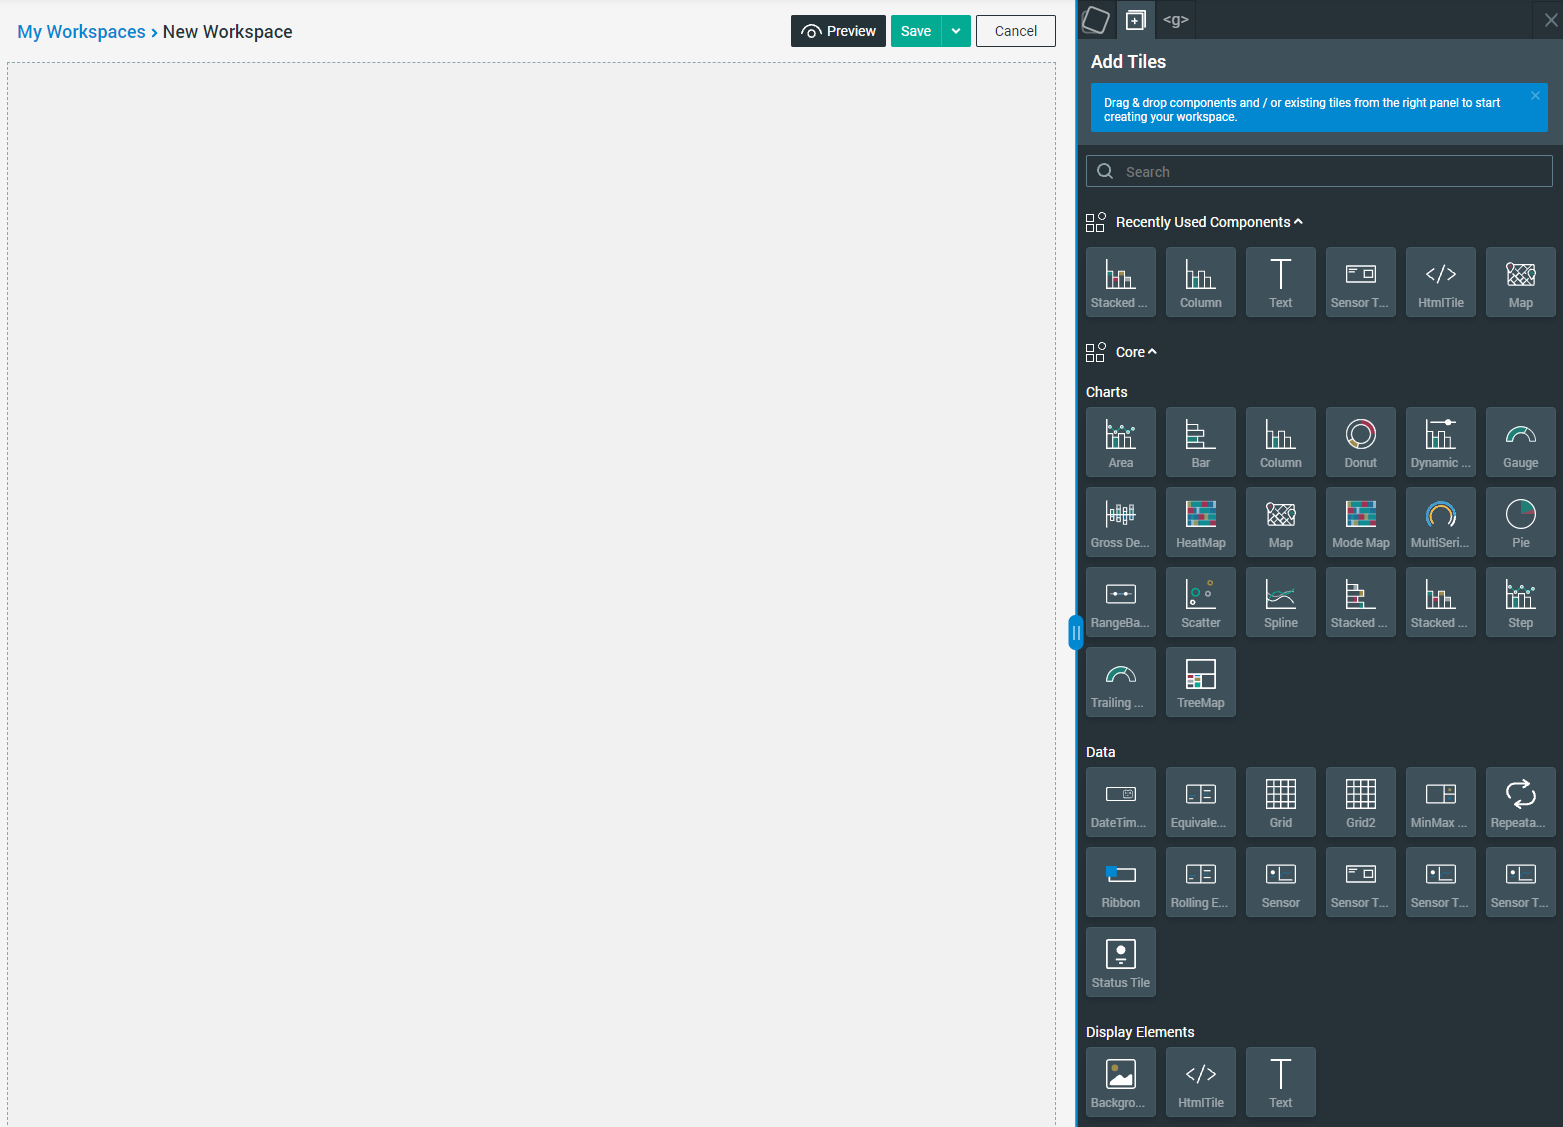 My Workspaces › New Workspace
Preview
Save
Cancel
<g>
Add Tiles
Drag & drop components and / or existing tiles from the right panel to start
creating your workspace.
Search
Recently Used Components
Stacked ...
Column
Text
Sensor T...
</>
HtmlTile
Map
Core
Charts
Area
Bar
Column
Donut
Dynamic ...
Gauge
Gross De...
HeatMap
Map
Mode Map
MultiSeri...
Pie
RangeBa...
Scatter
Spline
Stacked ...
Stacked ...
Step
Trailing ...
TreeMap
Data
DateTim...
Equivale...
Grid
Grid2
MinMax ...
Repeata...
Ribbon
Rolling E...
Sensor
Sensor T...
Sensor T...
Sensor T...
Status Tile
Display Elements
Backgro...
</>
HtmlTile
Text